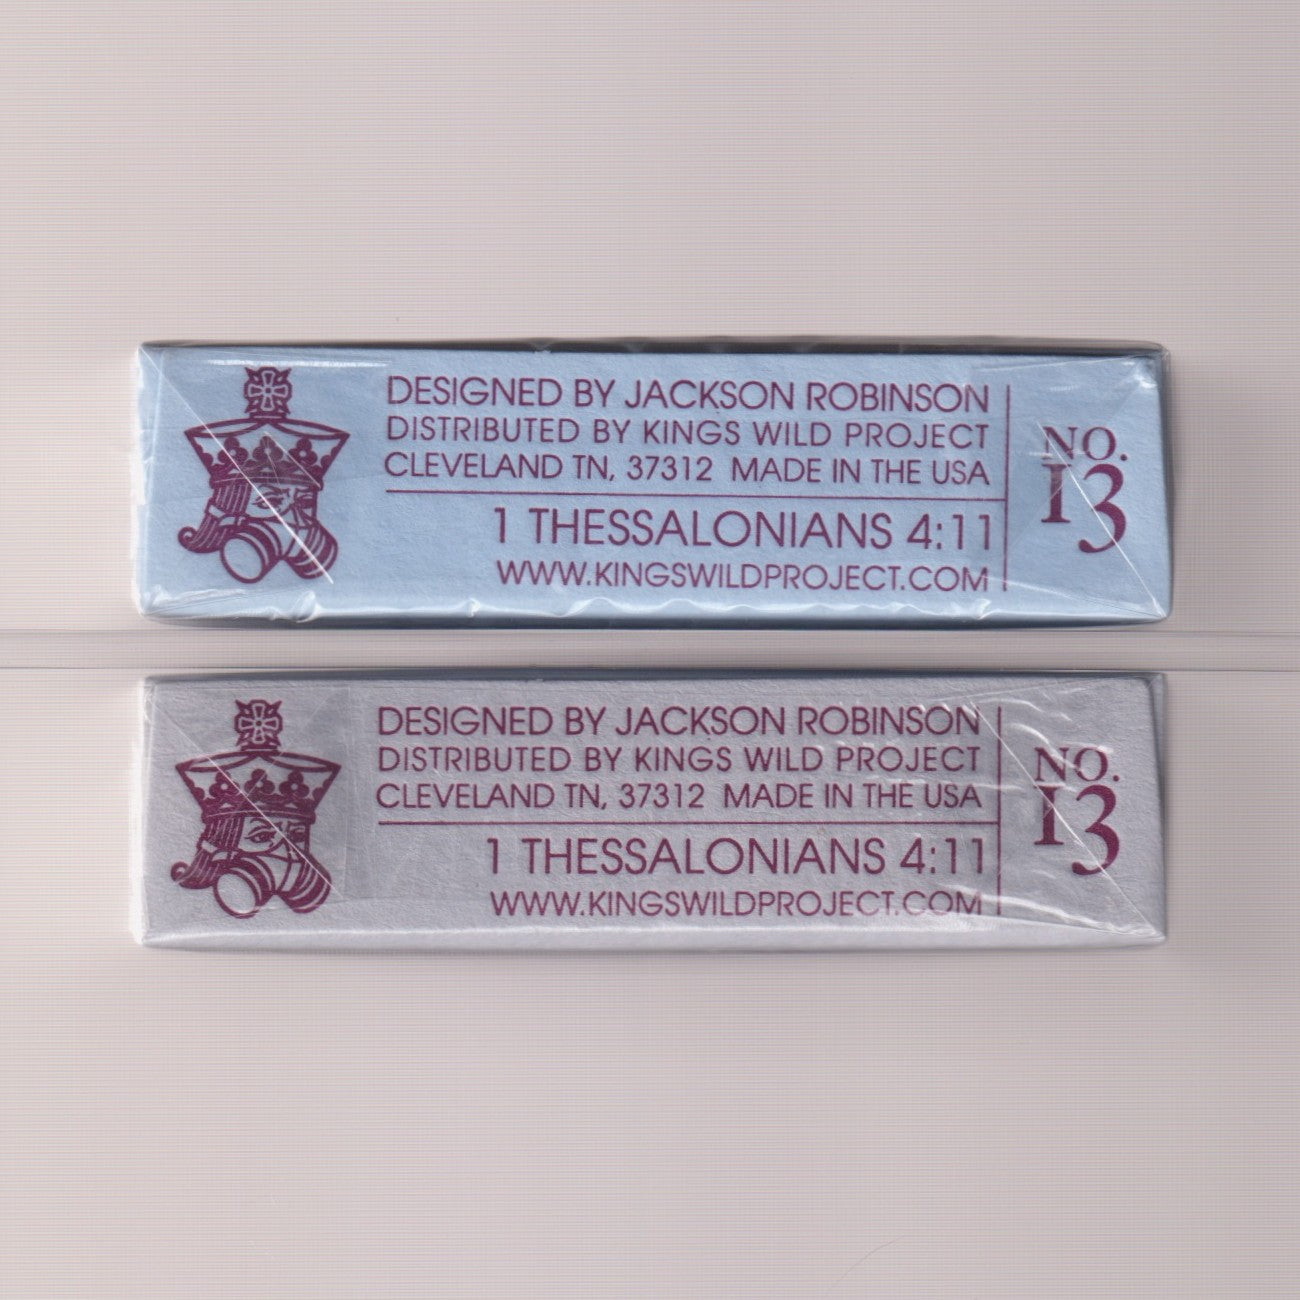 DESIGNED BY JACKSON ROBINSON
DISTRIBUTED BY KINGS WILD PROJECT
CLEVELAND TN, 37312 MADE IN THE USA
1 THESSALONIANS 4:11
WWW.KINGSWILDPROJECT.COM
NO.
13
DESIGNED BY JACKSON ROBINSON
DISTRIBUTED BY KINGS WILD PROJECT
CLEVELAND TN, 37312 MADE IN THE USA
1 THESSALONIANS 4:11
WWW.KINGSWILDPROJECT.COM
NO.
13